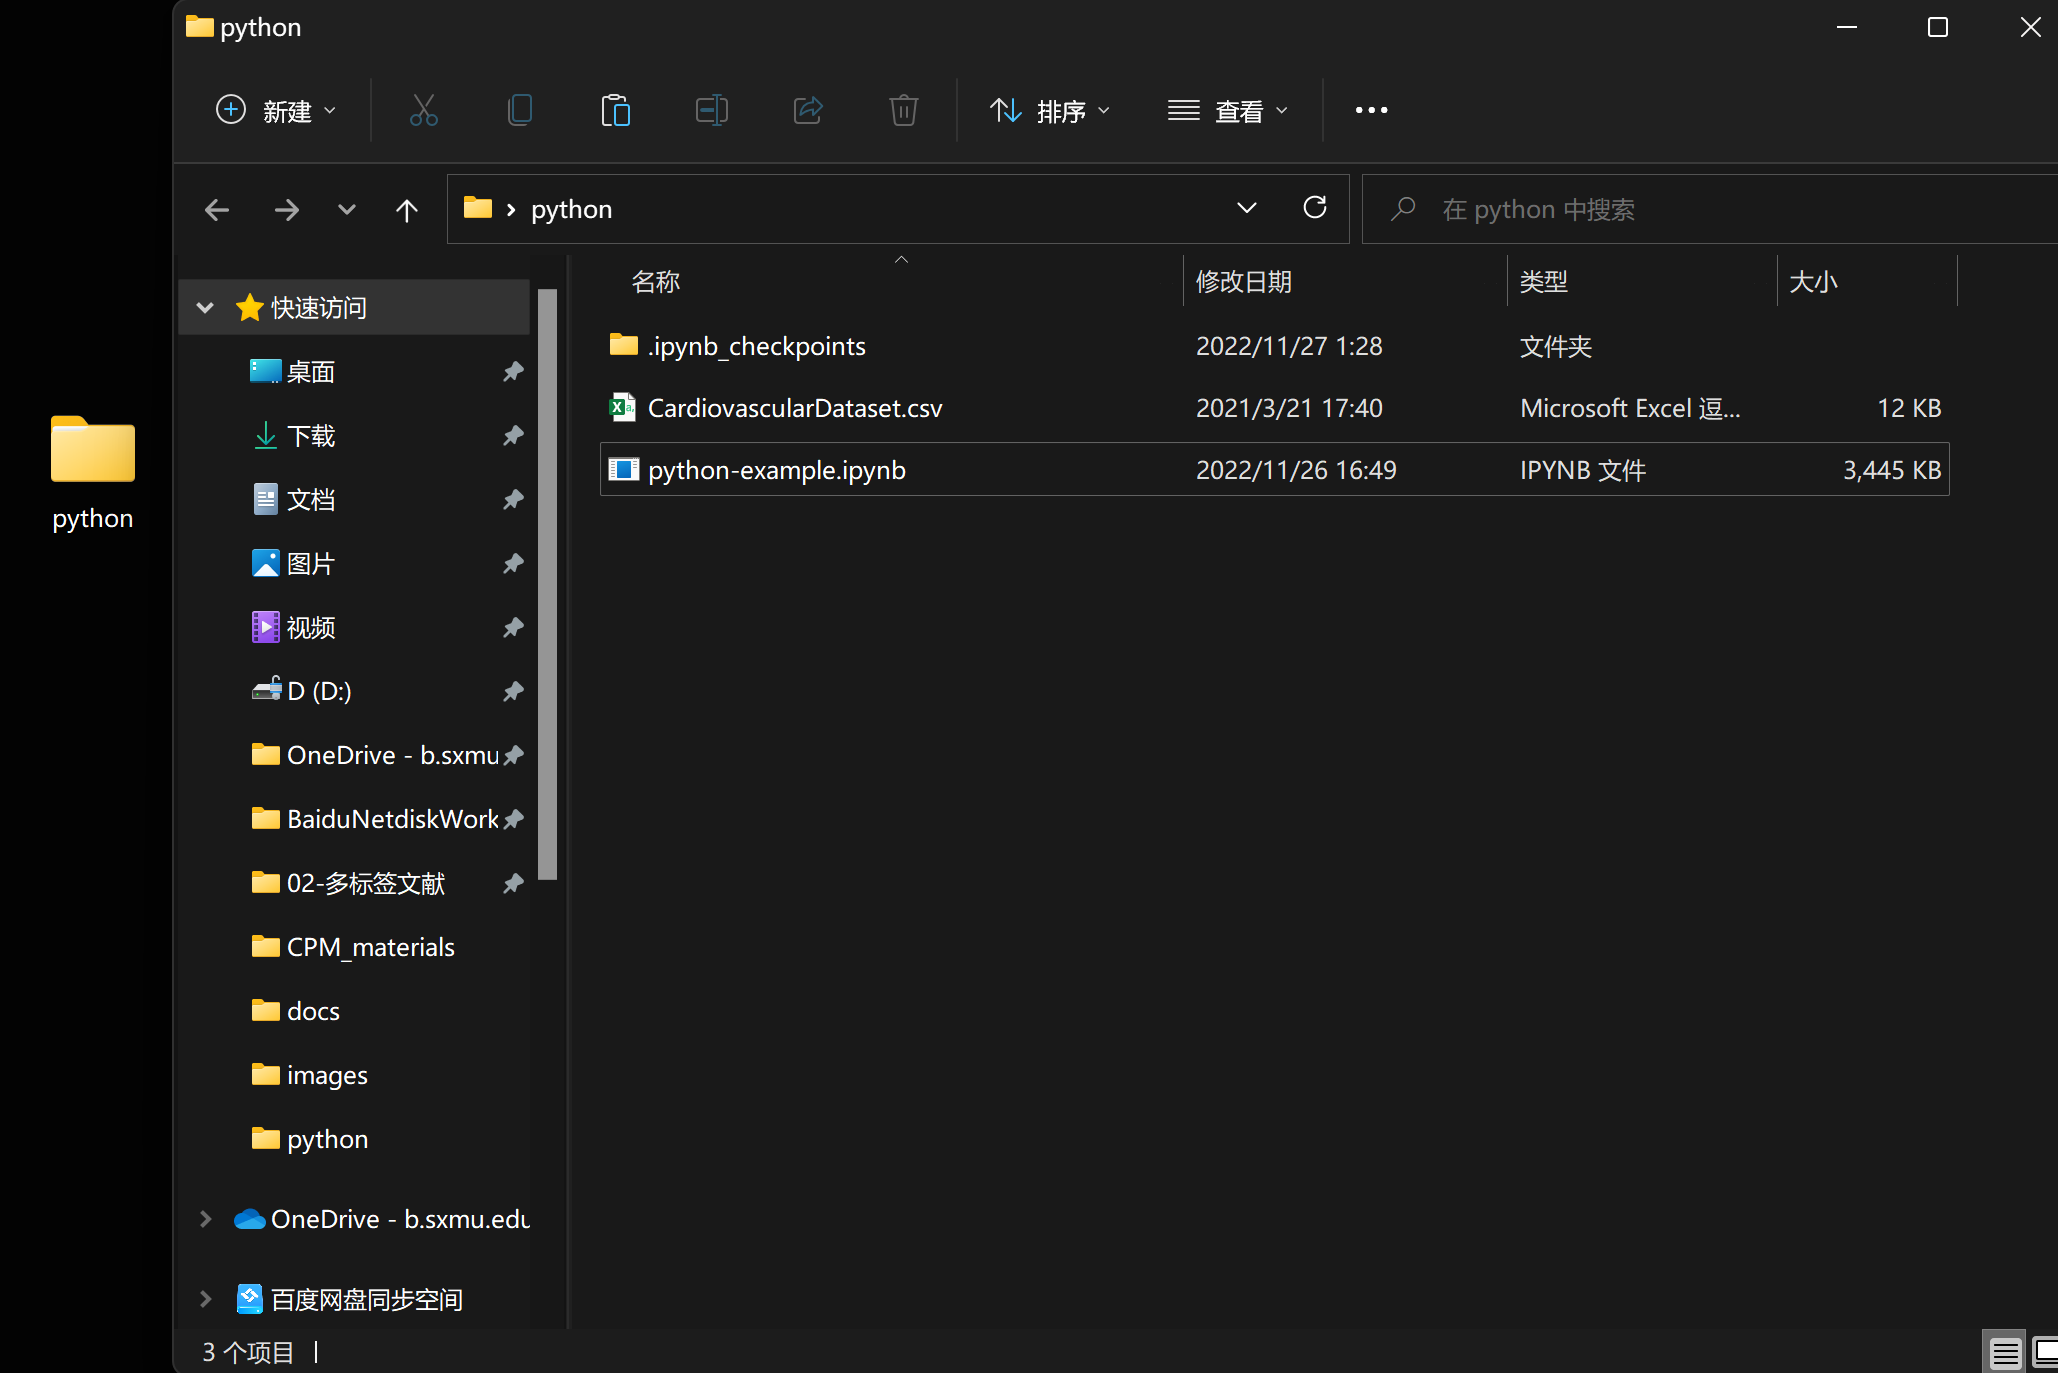 python
新建
排序
查看
python
在 python 中搜索
快速访问
桌面
下载
文档
图片
视频
D (D:)
OneDrive - b.sxmu
BaiduNetdiskWork
02-多标签文献
CPM_materials
docs
images
python
OneDrive - b.sxmu.edu
百度网盘同步空间
名称 修改日期 类型 大小
.ipynb_checkpoints 2022/11/27 1:28 文件夹
CardiovascularDataset.csv 2021/3/21 17:40 Microsoft Excel 逗... 12 KB
python-example.ipynb 2022/11/26 16:49 IPYNB 文件 3,445 KB
python
3 个项目